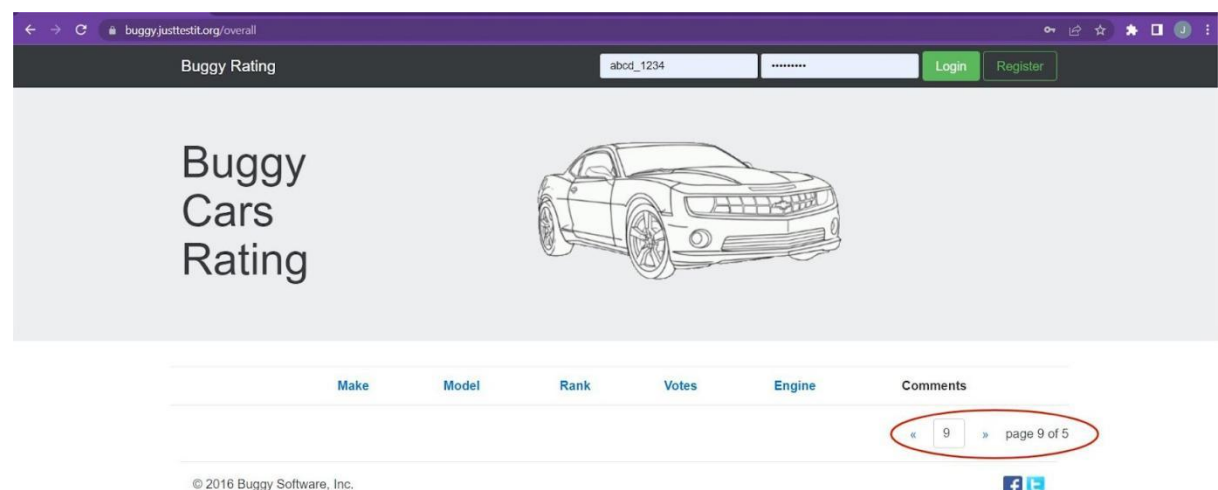 buggy.justtestit.org/overall
J
Buggy Rating
abcd_1234
•••••••••
Login
Register
Buggy
Cars
Rating
Make Model Rank Votes Engine Comments
« 9 » page 9 of 5
© 2016 Buggy Software, Inc.